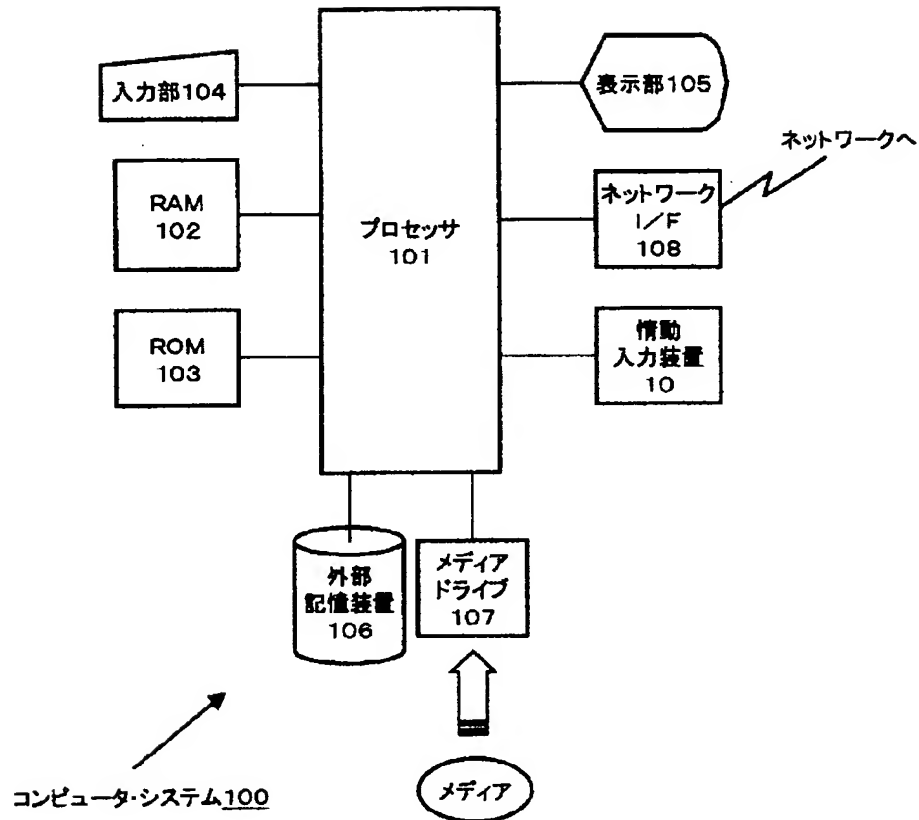 入力部104
表示部105
ネットワークへ
RAM
102
プロセッサ
101
ネットワーク
I/F
108
ROM
103
情動
入力装置
10
外部
記憶装置
106
メディア
ドライブ
107
コンピュータ・システム100
メディア